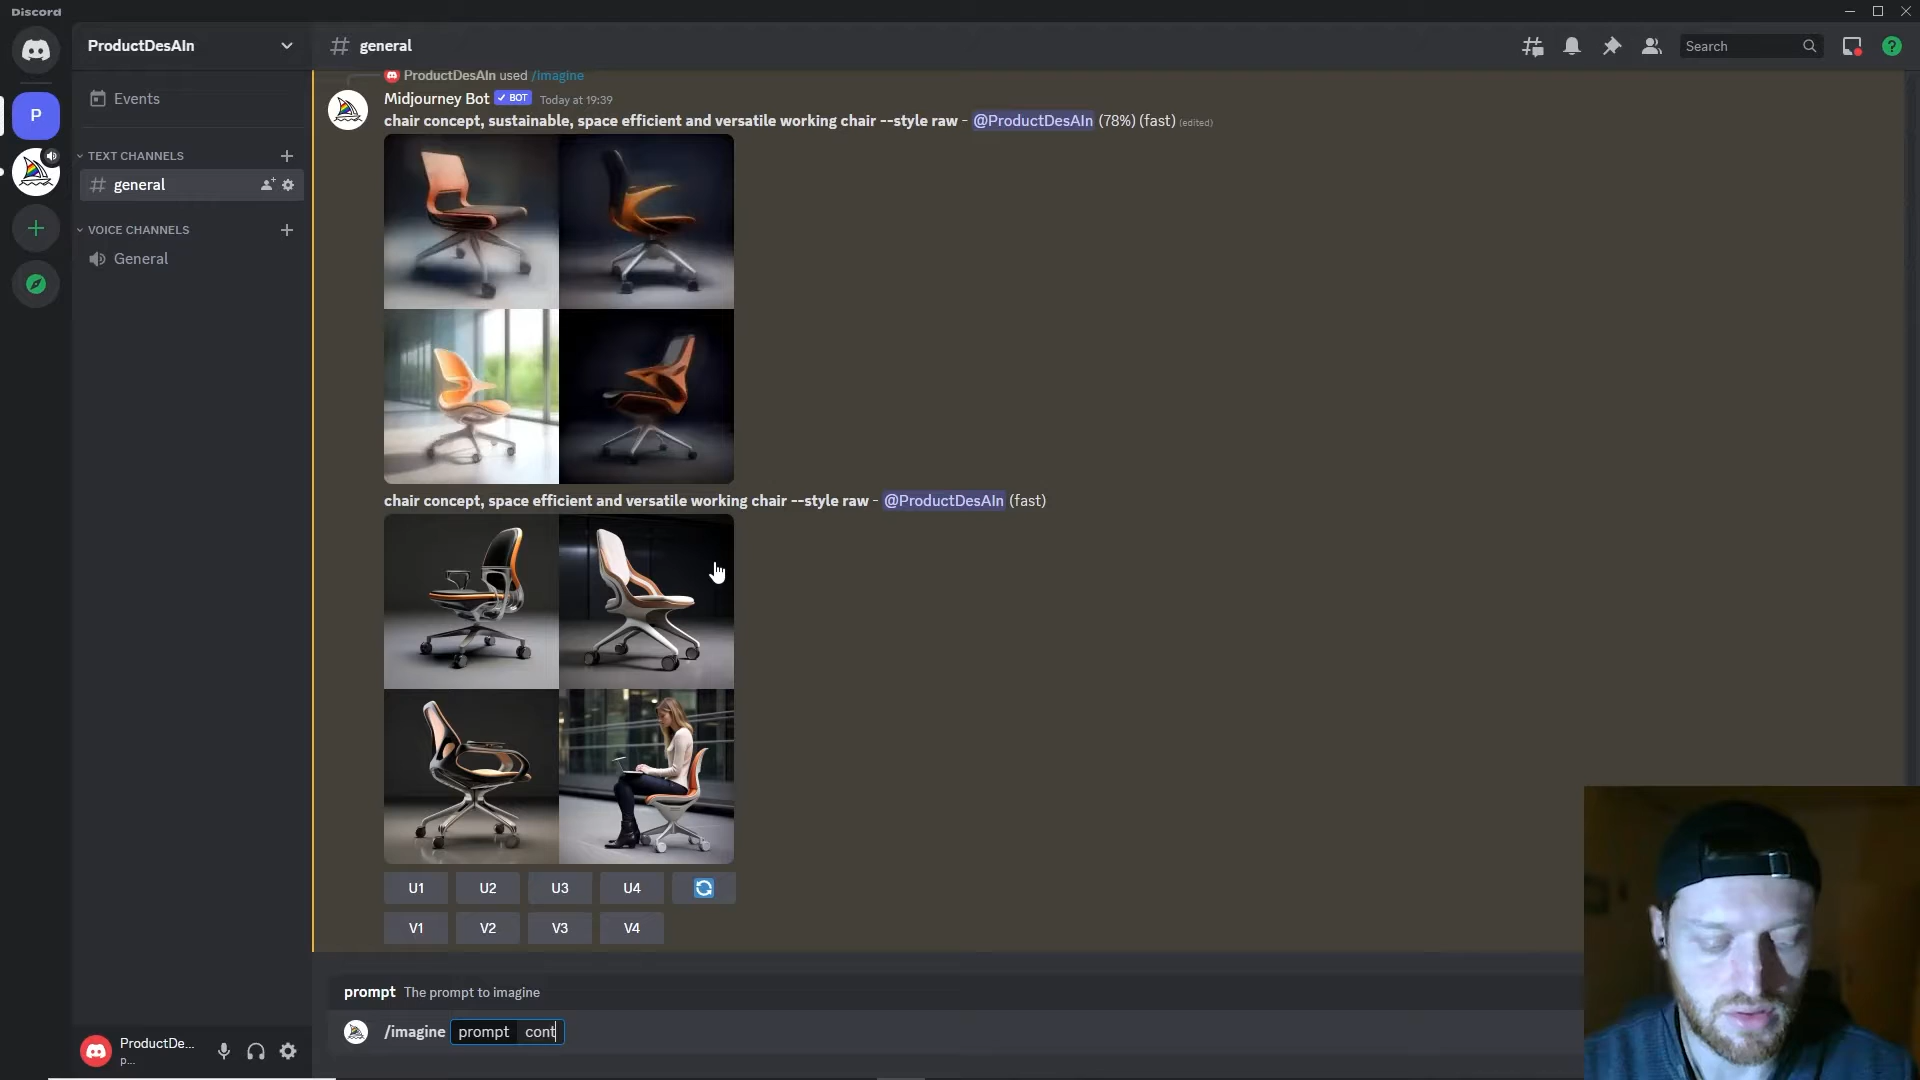 Discord
ProductDesAIn
# general
Search
ProductDesAIn used /imagine
Events
Midjourney Bot ✓ BOT Today at 19:39
P
chair concept, sustainable, space efficient and versatile working chair --style raw - @ProductDesAIn (78%) (fast) (edited)
TEXT CHANNELS
# general
VOICE CHANNELS
General
chair concept, space efficient and versatile working chair --style raw - @ProductDesAIn (fast)
U1 U2 U3 U4
V1 V2 V3 V4
prompt The prompt to imagine
/imagine prompt cont
ProductDe...
p...